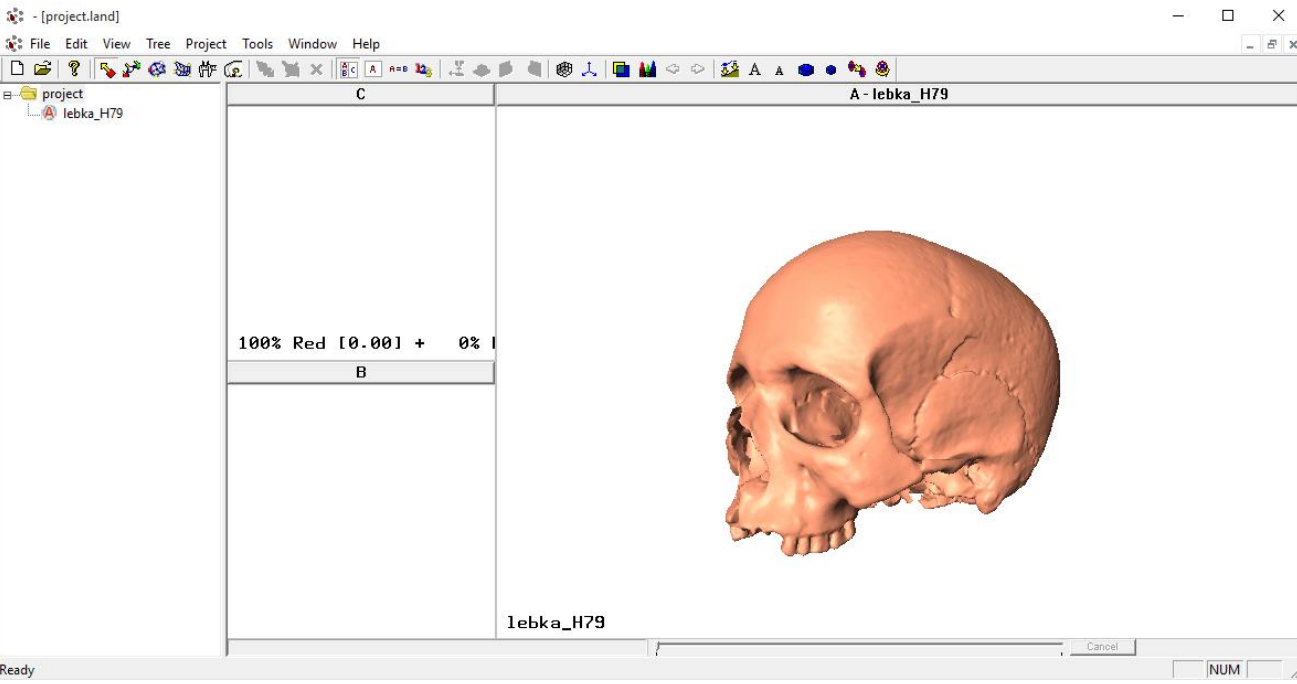 - [project.land]
File Edit View Tree Project Tools Window Help
project
lebka_H79
C
A - lebka_H79
100% Red [0.00] + 0%
B
lebka_H79
Cancel
Ready
NUM